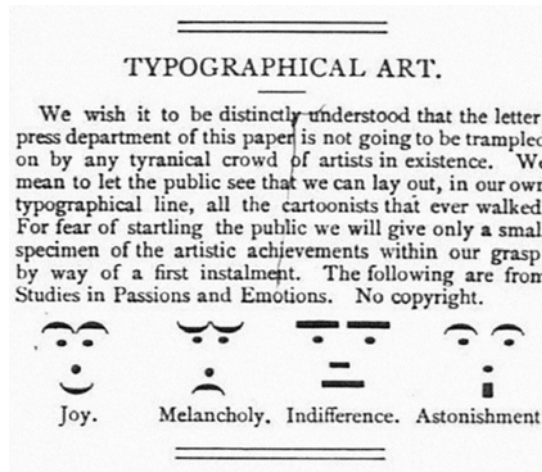 TYPOGRAPHICAL ART.
We wish it to be distinctly understood that the letter
press department of this paper is not going to be trampled
on by any tyranical crowd of artists in existence. We
mean to let the public see that we can lay out, in our own
typographical line, all the cartoonists that ever walked.
For fear of startling the public we will give only a small
specimen of the artistic achievements within our grasp
by way of a first instalment. The following are from
Studies in Passions and Emotions. No copyright.
Joy. Melancholy. Indifference. Astonishment